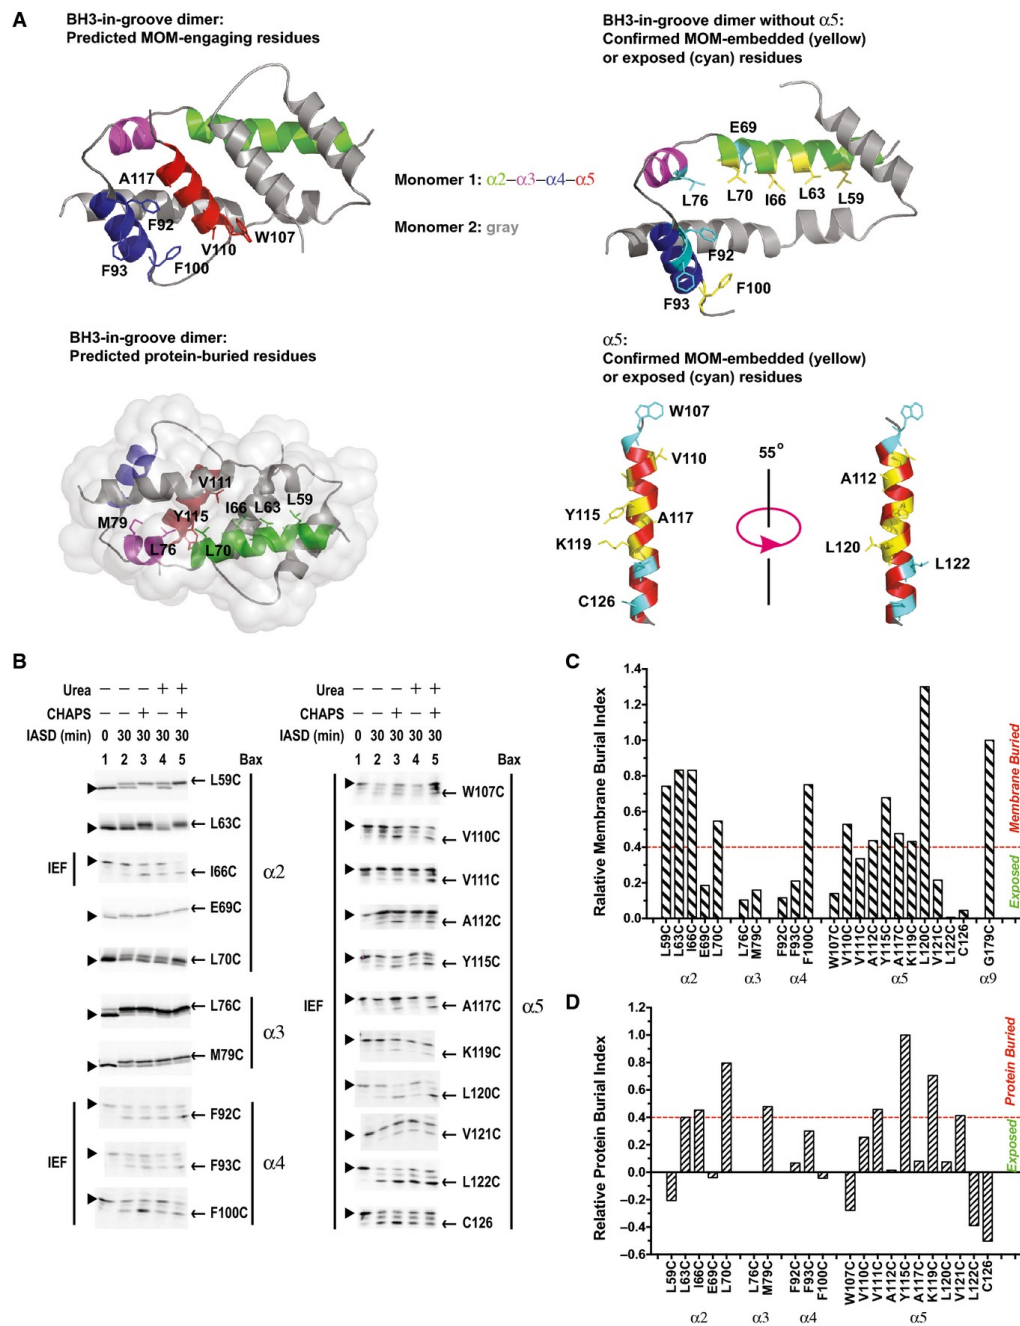 A
BH3-in-groove dimer:
Predicted MOM-engaging residues
A117
F92
V110
W107
F93
F100
Monomer 1: α2–α3–α4–α5
Monomer 2: gray
BH3-in-groove dimer without α5:
Confirmed MOM-embedded (yellow)
or exposed (cyan) residues
E69
L76
L70
I66
L63
L59
F92
F93
F100
BH3-in-groove dimer:
Predicted protein-buried residues
V111
M79
Y115
I66
L63
L59
L76
L70
α5:
Confirmed MOM-embedded (yellow)
or exposed (cyan) residues
W107
V110
Y115
A117
K119
C126
55°
A112
L120
L122
B
Urea – – – + +
CHAPS – – + – +
IASD (min) 0 30 30 30 30
1 2 3 4 5 Bax
L59C
L63C
IEF
I66C
E69C
L70C
α2
L76C
M79C
α3
IEF
F92C
F93C
F100C
α4
Urea – – – + +
CHAPS – – + – +
IASD (min) 0 30 30 30 30
1 2 3 4 5 Bax
W107C
V110C
V111C
A112C
Y115C
IEF
A117C
K119C
L120C
V121C
L122C
C126
α5
C
Relative Membrane Burial Index
1.4
1.2
1.0
0.8
0.6
0.4
0.2
0.0
Membrane Buried
Exposed
L59C L63C I66C E69C L70C L76C M79C F92C F93C F100C W107C V110C V111C A112C Y115C A117C K119C L120C V121C L122C C126 G179C
α2 α3 α4 α5 α9
D
Relative Protein Burial Index
1.0
0.8
0.6
0.4
0.2
0.0
–0.2
–0.4
–0.6
Protein Buried
Exposed
L59C L63C I66C E69C L70C L76C M79C F92C F93C F100C W107C V110C V111C A112C Y115C A117C K119C L120C V121C L122C C126
α2 α3 α4 α5